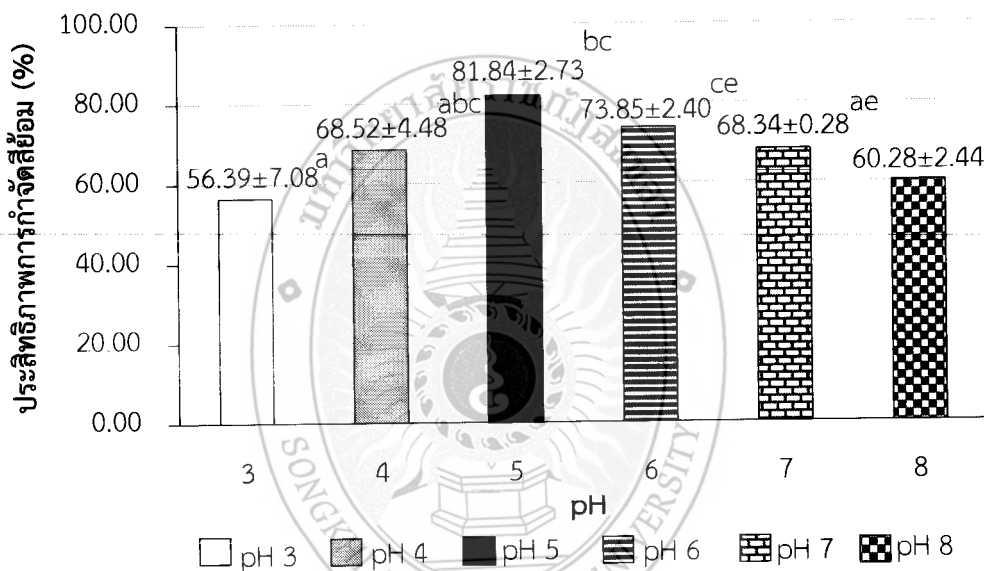 ประสิทธิภาพการกำจัดสีย้อม (%)
100.00
80.00
60.00
40.00
20.00
0.00
56.39±7.08 a
68.52±4.48 abc
81.84±2.73 bc
73.85±2.40 ce
68.34±0.28 ae
60.28±2.44
3 4 5 6 7 8
pH
pH 3 pH 4 pH 5 pH 6 pH 7 pH 8
UNIVERSITY